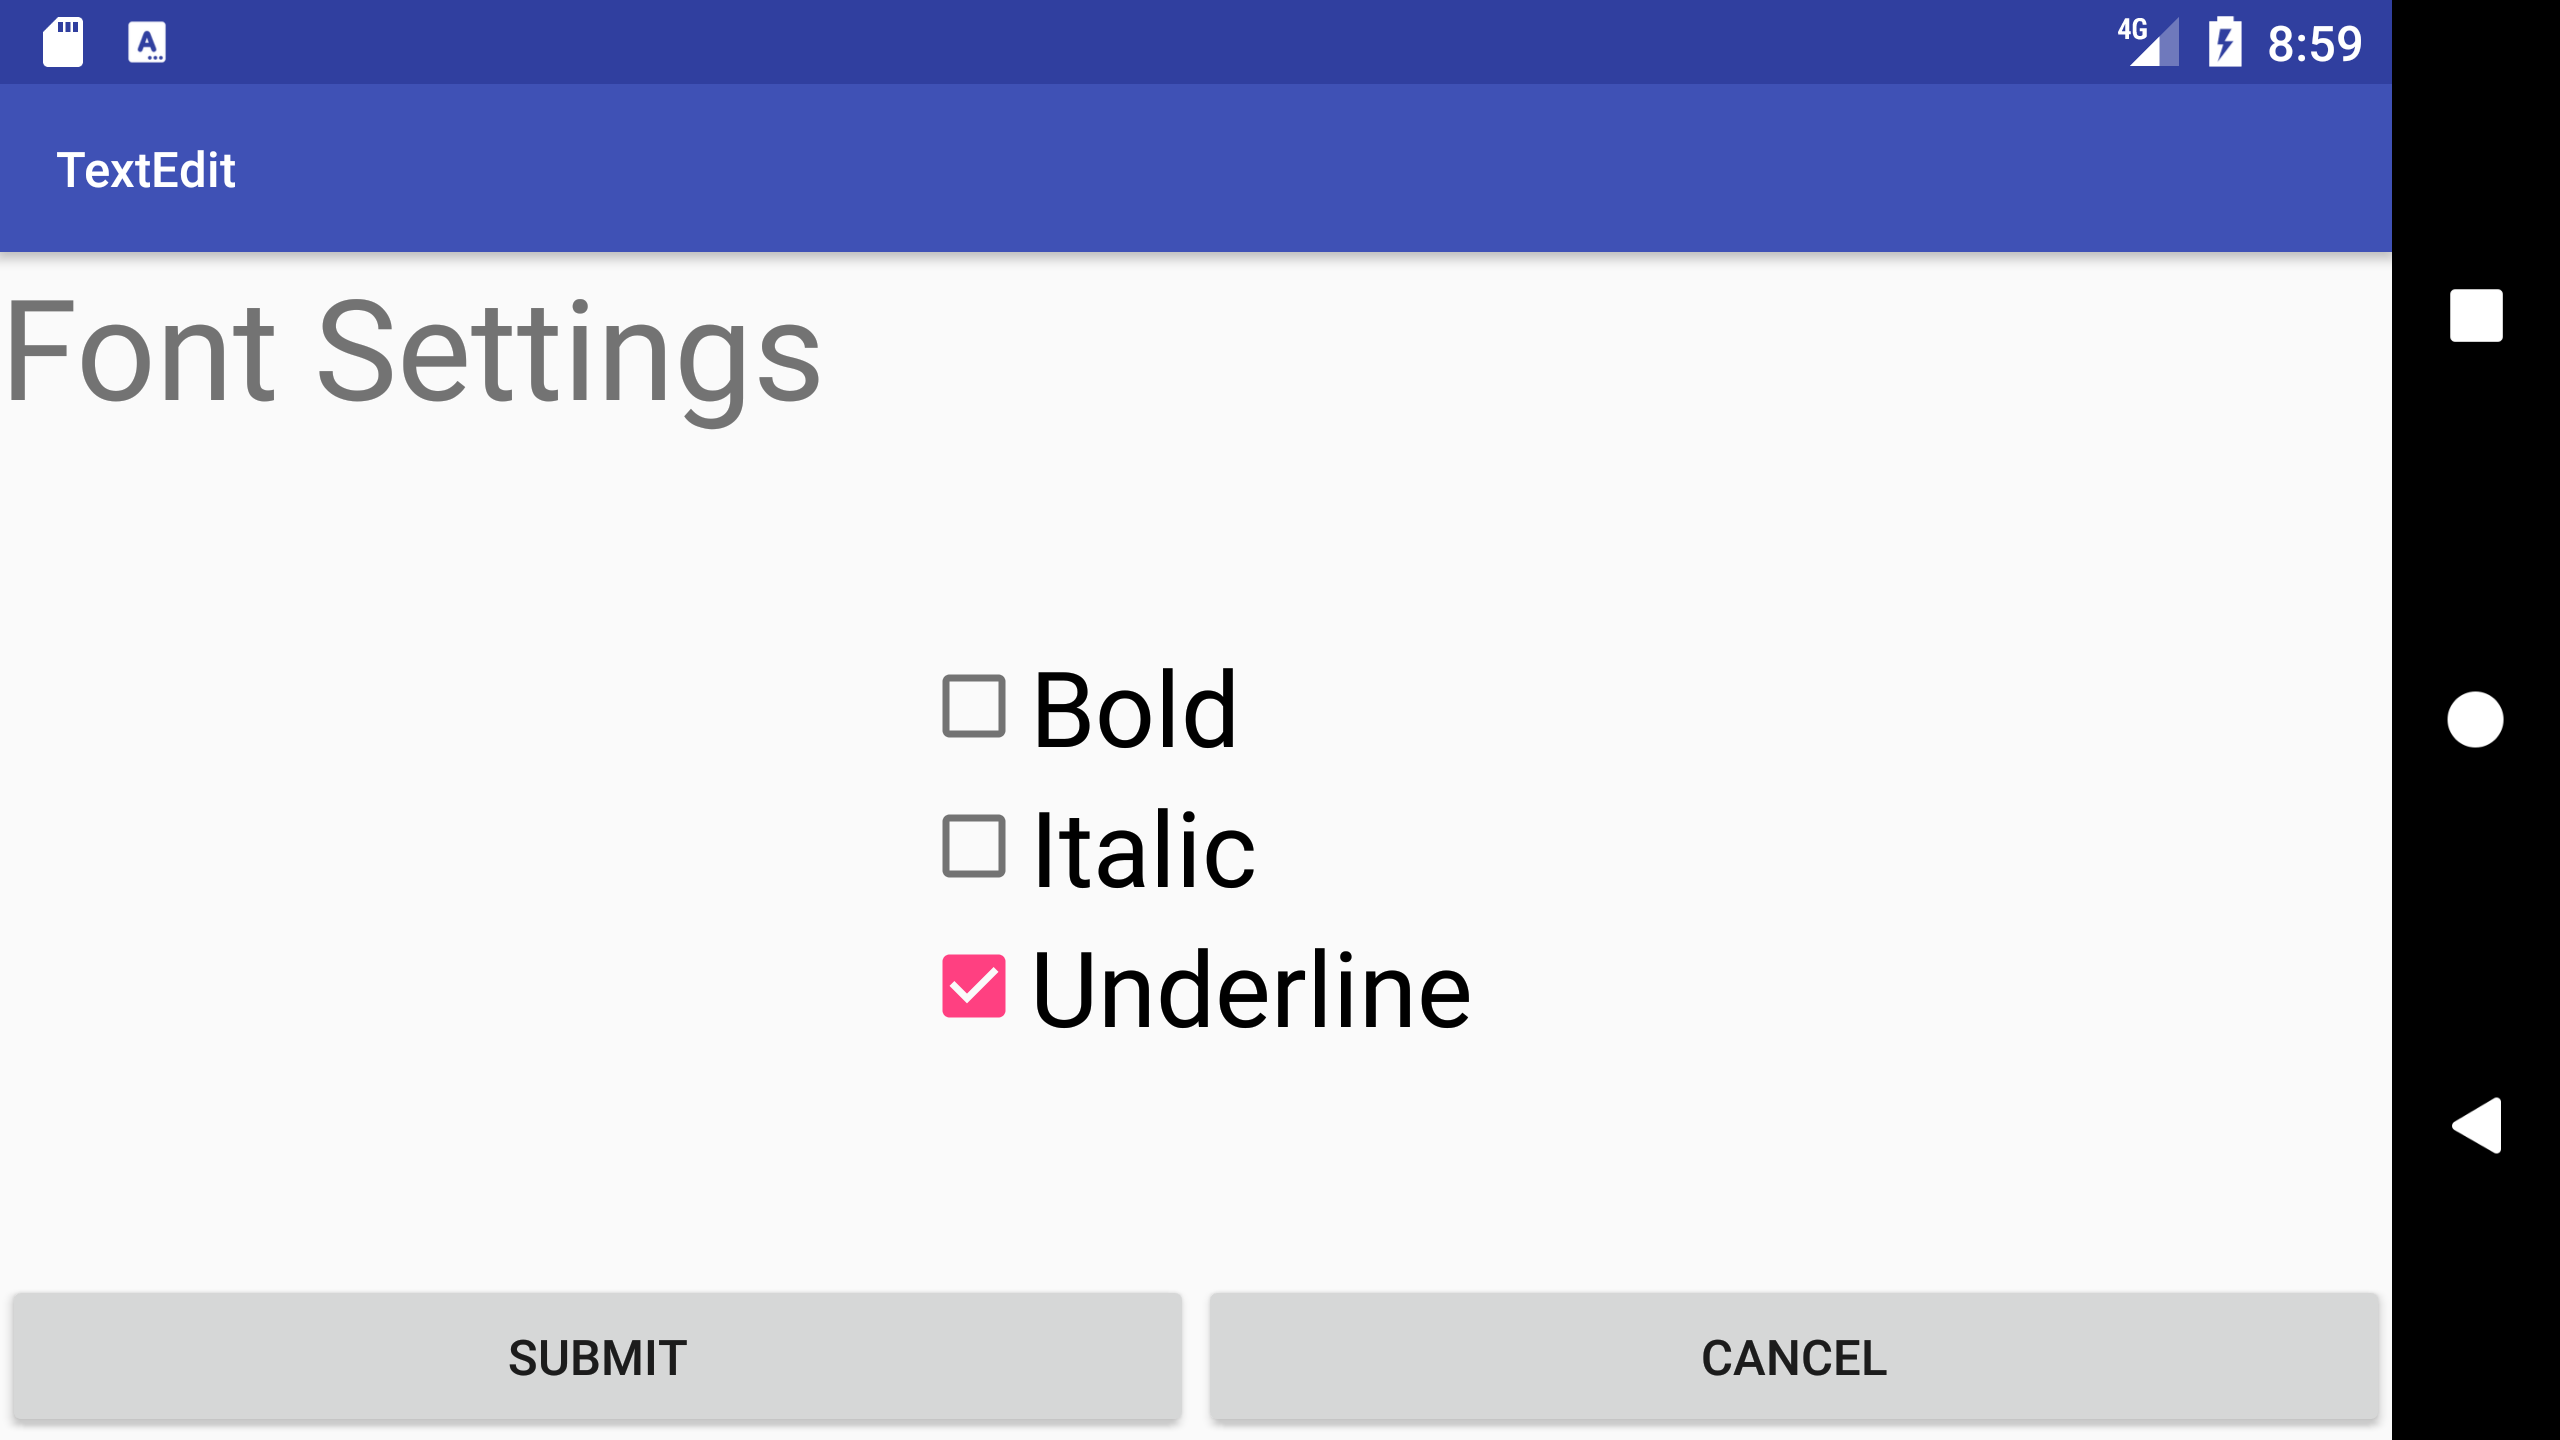 4G 8:59
TextEdit
Font Settings
Bold
Italic
Underline
SUBMIT
CANCEL